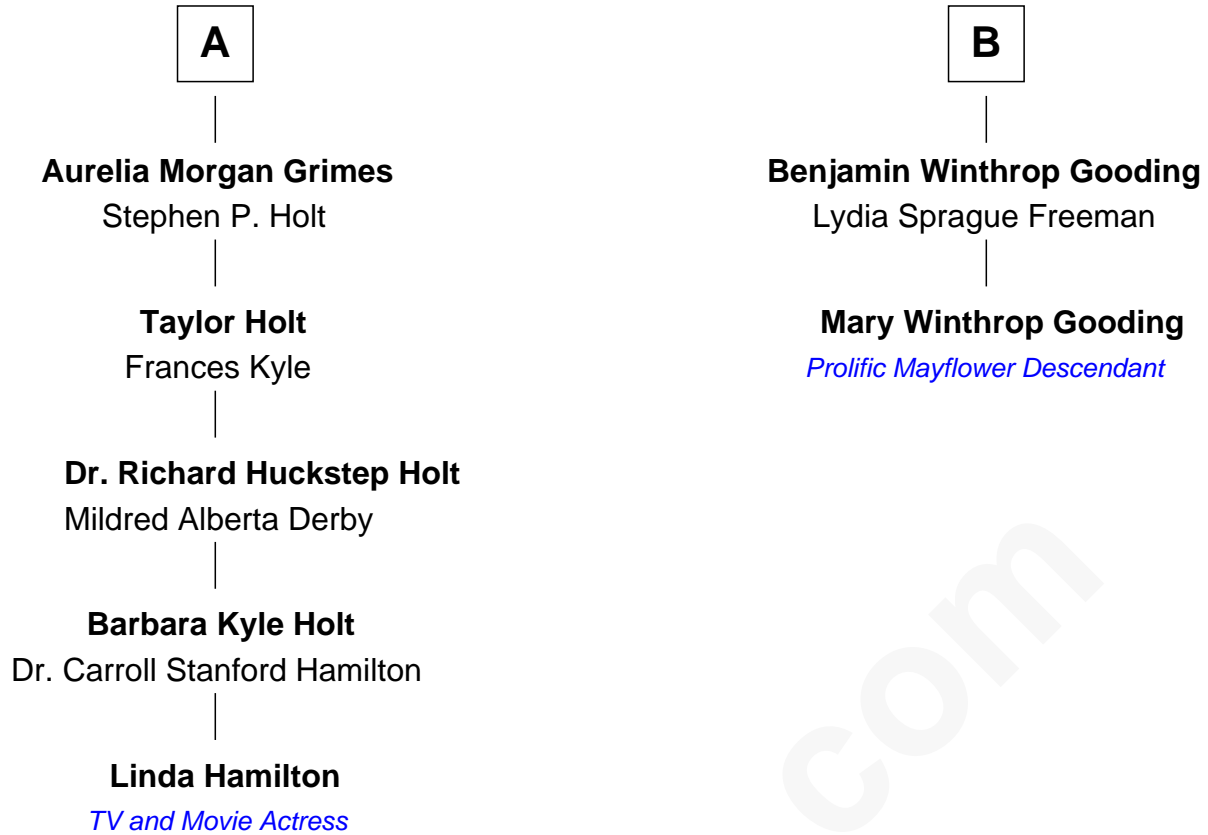 A
Aurelia Morgan Grimes
Stephen P. Holt
Taylor Holt
Frances Kyle
Dr. Richard Huckstep Holt
Mildred Alberta Derby
Barbara Kyle Holt
Dr. Carroll Stanford Hamilton
Linda Hamilton
TV and Movie Actress
B
Benjamin Winthrop Gooding
Lydia Sprague Freeman
Mary Winthrop Gooding
Prolific Mayflower Descendant
com